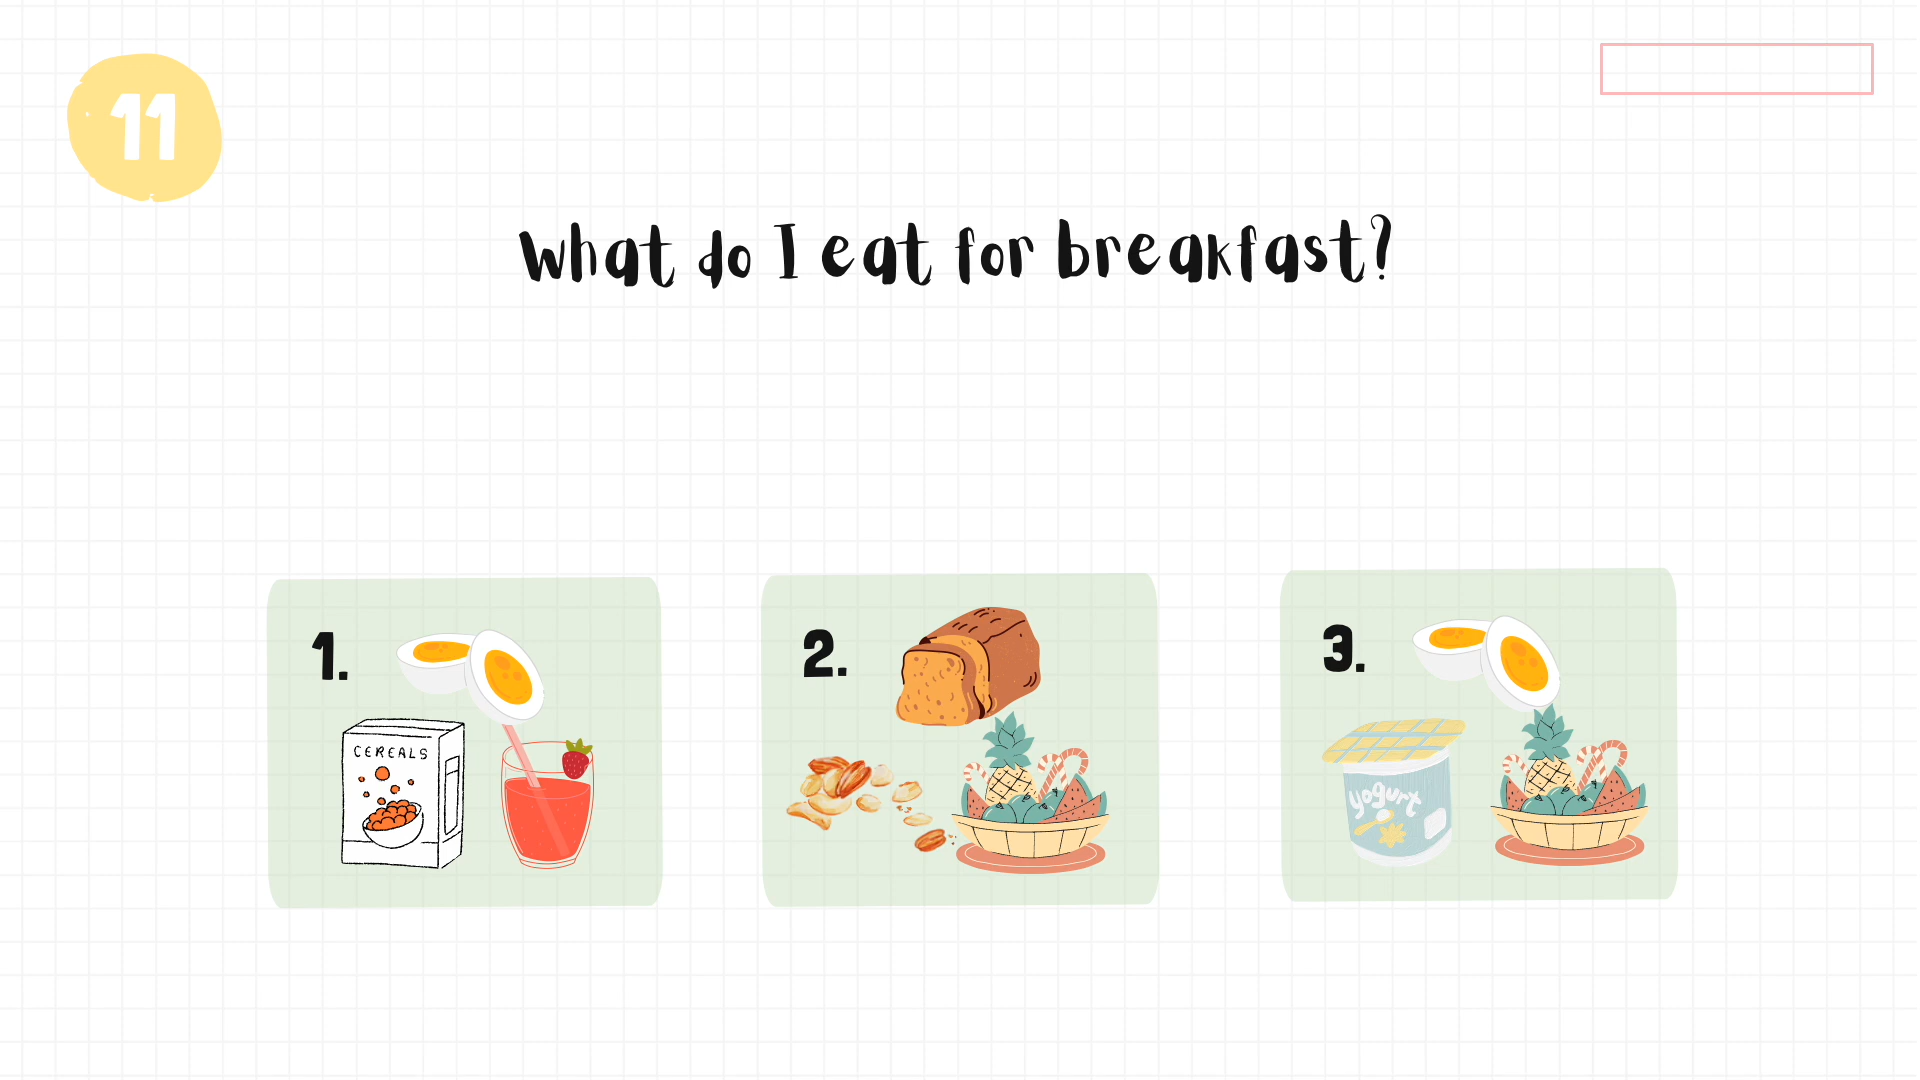 11
What do I eat for breakfast?
1.
CEREALS
2.
3.
yogurt